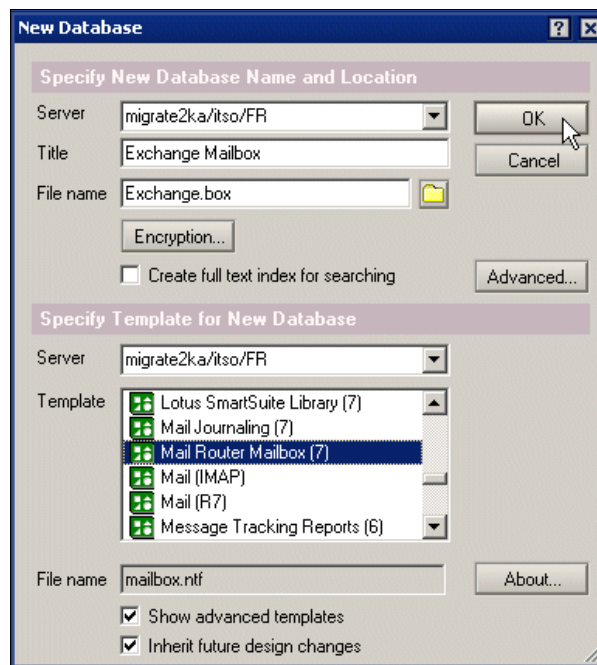 New Database
Specify New Database Name and Location
Server migrate2ka/itso/FR OK
Title Exchange Mailbox Cancel
File name Exchange.box
Encryption...
Create full text index for searching Advanced...
Specify Template for New Database
Server migrate2ka/itso/FR
Template Lotus SmartSuite Library (7)
Mail Journaling (7)
Mail Router Mailbox (7)
Mail (IMAP)
Mail (R7)
Message Tracking Reports (6)
File name mailbox.ntf About...
Show advanced templates
Inherit future design changes